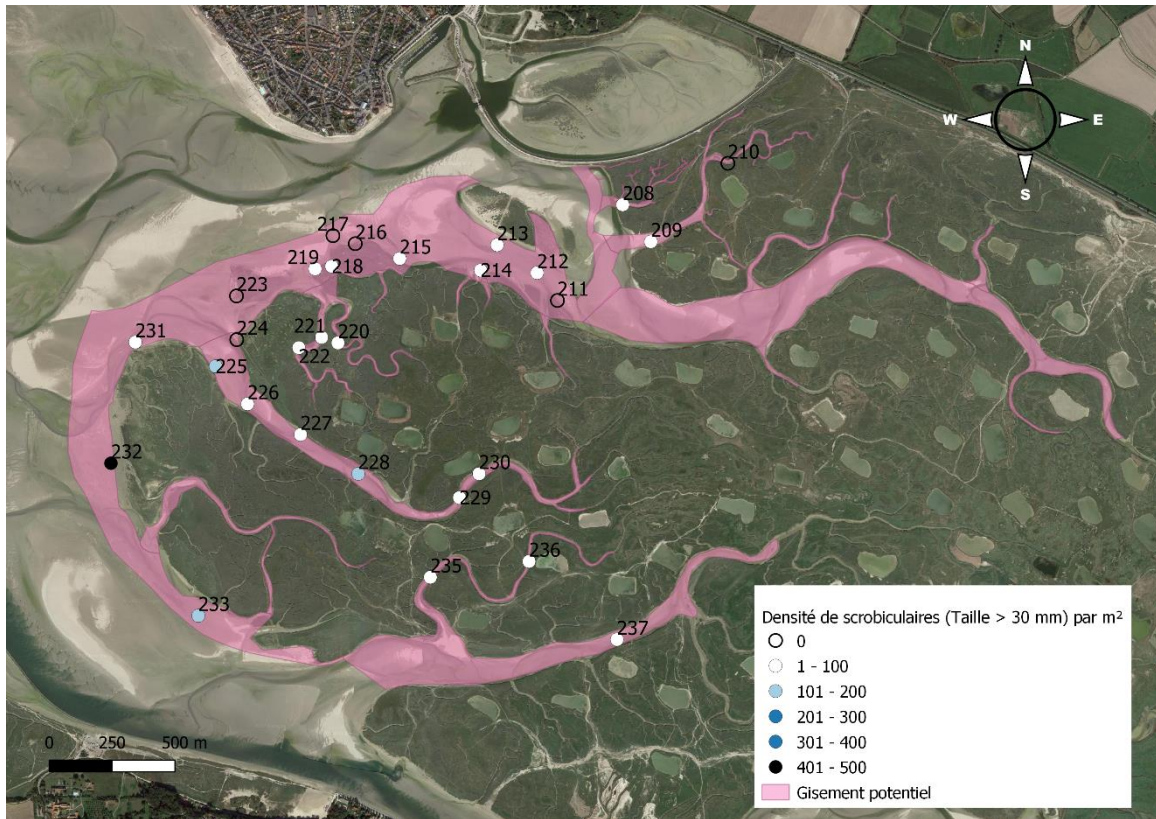 N
W E
S
210
208
209
217
216
213
215
219
218
214
212
211
223
221
220
224
222
231
225
226
227
232
228
230
229
236
235
233
237
0 250 500 m
Densité de scrobiculaires (Taille > 30 mm) par m²
0
1 - 100
101 - 200
201 - 300
301 - 400
401 - 500
Gisement potentiel